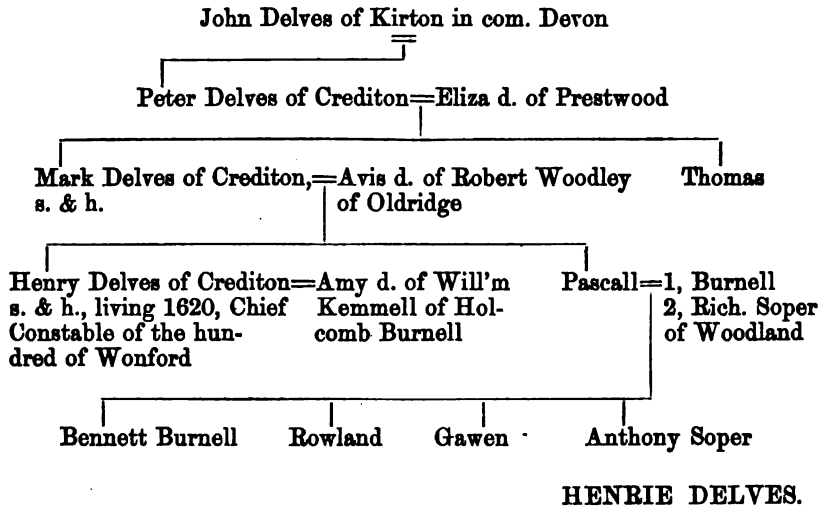 John Delves of Kirton in com. Devon
Peter Delves of Crediton=Eliza d. of Prestwood
Mark Delves of Crediton,=Avis d. of Robert Woodley
s. & h.
of Oldridge
Thomas
Henry Delves of Crediton=Amy d. of Will'm
s. & h., living 1620, Chief
Constable of the hun-
dred of Wonford
Kemmell of Hol-
comb Burnell
Pascall=1, Burnell
2, Rich. Soper
of Woodland
Bennett Burnell
Rowland
Gawen
Anthony Soper
HENRIE DELVES.